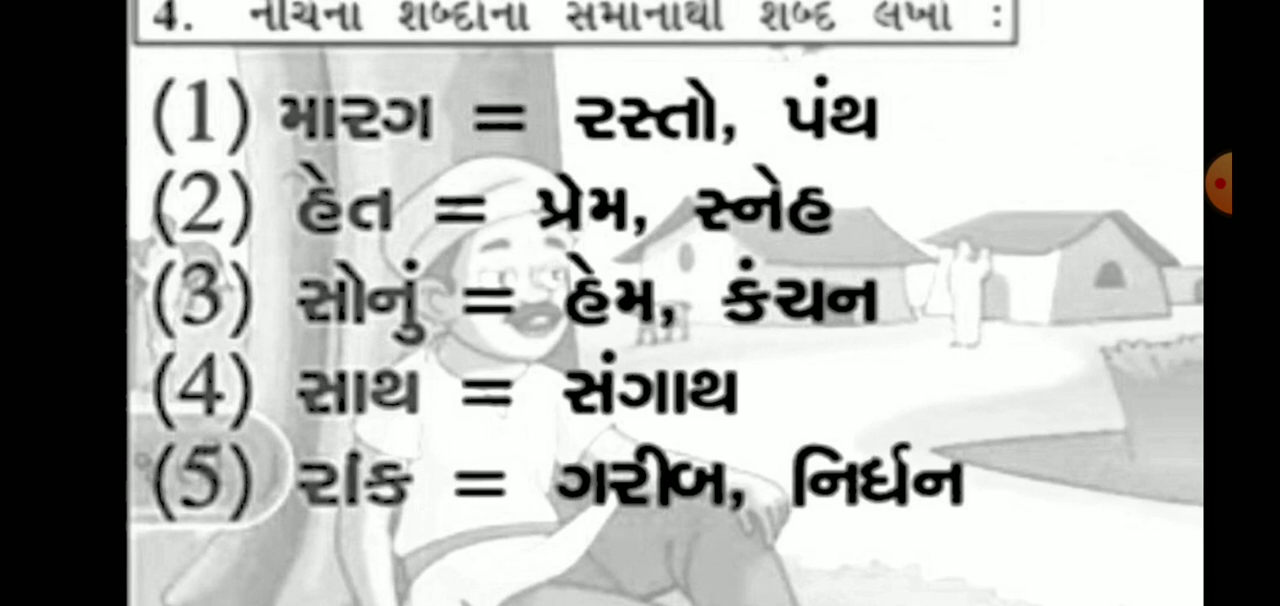 4. નીચેના શબ્દોના સમાનાર્થી શબ્દ લખો :
(1) મારગ = રસ્તો, પંથ
(2) હેત = પ્રેમ, સ્નેહ
(3) સોનું = હેમ, કંચન
(4) સાથ = સંગાથ
(5) રાંક = ગરીબ, નિર્ધન